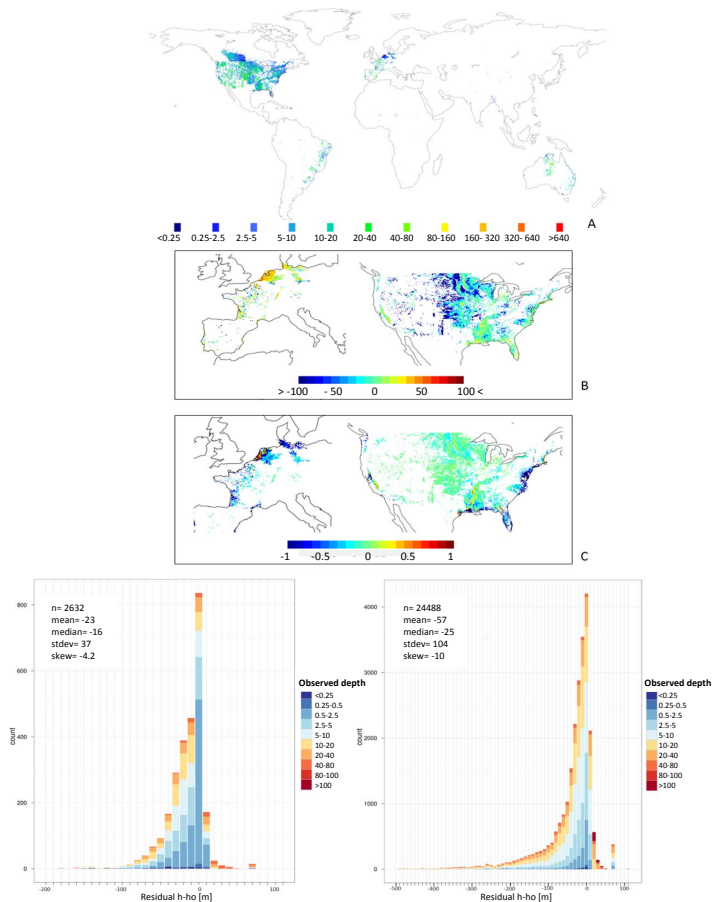 <0.25 0.25-2.5 2.5-5 5-10 10-20 20-40 40-80 80-160 160- 320 320- 640 >640
A
> -100 - 50 0 50 100 <
B
-1 -0.5 0 0.5 1
C
n= 2632
mean= -23
median= -16
stdev= 37
skew= -4.2
800
600
400
200
0
count
-200 -100 0 100
Residual h-ho [m]
Observed depth
<0.25
0.25-0.5
0.5-2.5
2.5-5
5-10
10-20
20-40
40-80
80-100
>100
n= 24488
mean= -57
median= -25
stdev= 104
skew= -10
4000
3000
2000
1000
0
count
-500 -400 -300 -200 -100 0 100
Residual h-ho [m]
Observed depth
<0.25
0.25-0.5
0.5-2.5
2.5-5
5-10
10-20
20-40
40-80
80-100
>100